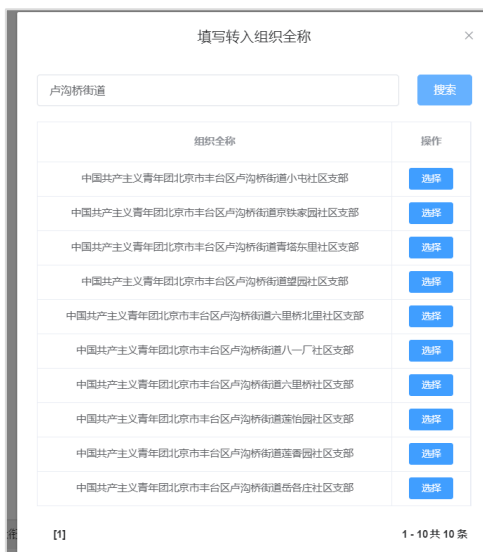 填写转入组织全称
×
卢沟桥街道
搜索
组织全称 操作
中国共产主义青年团北京市丰台区卢沟桥街道小屯社区支部 选择
中国共产主义青年团北京市丰台区卢沟桥街道京铁家园社区支部 选择
中国共产主义青年团北京市丰台区卢沟桥街道青塔东里社区支部 选择
中国共产主义青年团北京市丰台区卢沟桥街道望园社区支部 选择
中国共产主义青年团北京市丰台区卢沟桥街道六里桥北里社区支部 选择
中国共产主义青年团北京市丰台区卢沟桥街道八一厂社区支部 选择
中国共产主义青年团北京市丰台区卢沟桥街道六里桥社区支部 选择
中国共产主义青年团北京市丰台区卢沟桥街道莲怡园社区支部 选择
中国共产主义青年团北京市丰台区卢沟桥街道莲香园社区支部 选择
中国共产主义青年团北京市丰台区卢沟桥街道岳各庄社区支部 选择
[1] 1 - 10 共 10 条